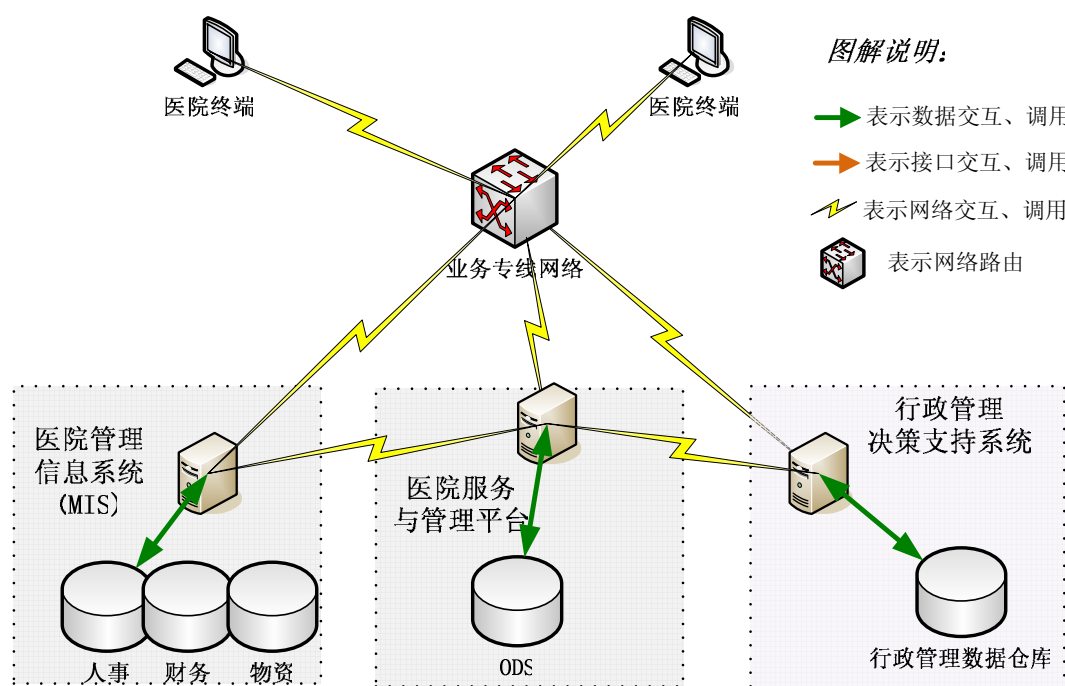 图解说明：
医院终端
医院终端
表示数据交互、调用
表示接口交互、调用
表示网络交互、调用
业务专线网络
表示网络路由
医院管理
信息系统
(MIS)
医院服务
与管理平台
行政管理
决策支持系统
人事
财务
物资
ODS
行政管理数据仓库